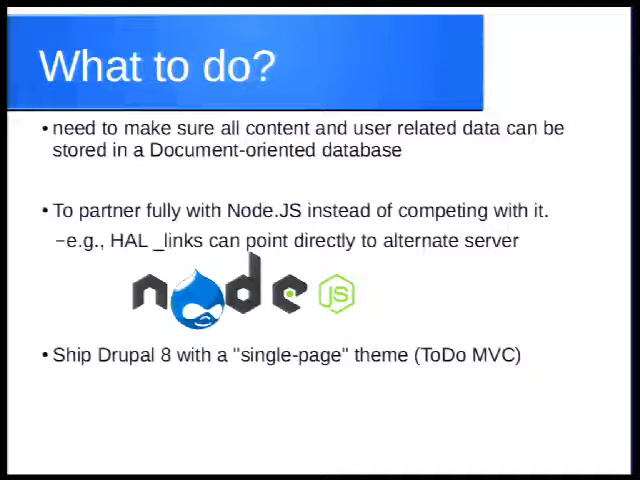 What to do?
• need to make sure all content and user related data can be
stored in a Document-oriented database
• To partner fully with Node.JS instead of competing with it.
–e.g., HAL _links can point directly to alternate server
node JS
• Ship Drupal 8 with a "single-page" theme (ToDo MVC)